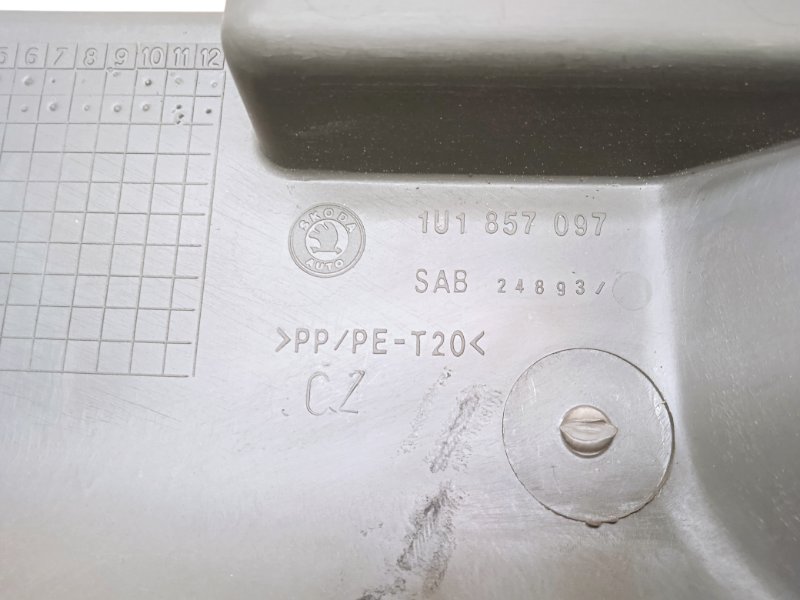 5 6 7 8 9 10 11 12
ŠKODA
AUTO
1U1 857 097
SAB 24893/
>PP/PE-T20<
CZ